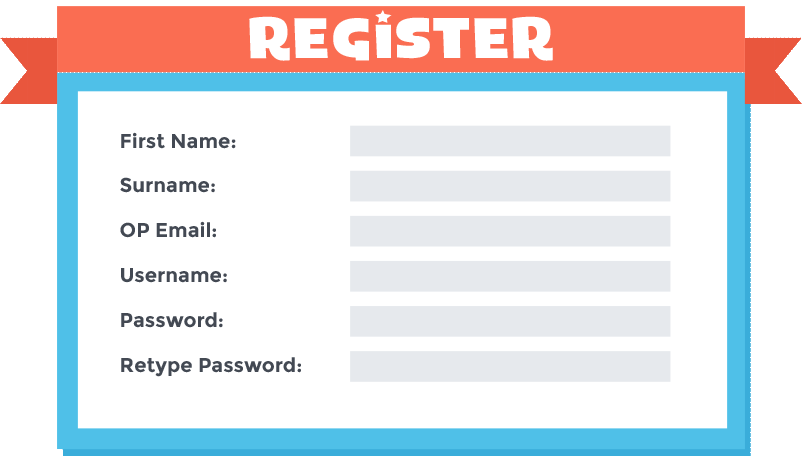 REGISTER
First Name:
Surname:
OP Email:
Username:
Password:
Retype Password: